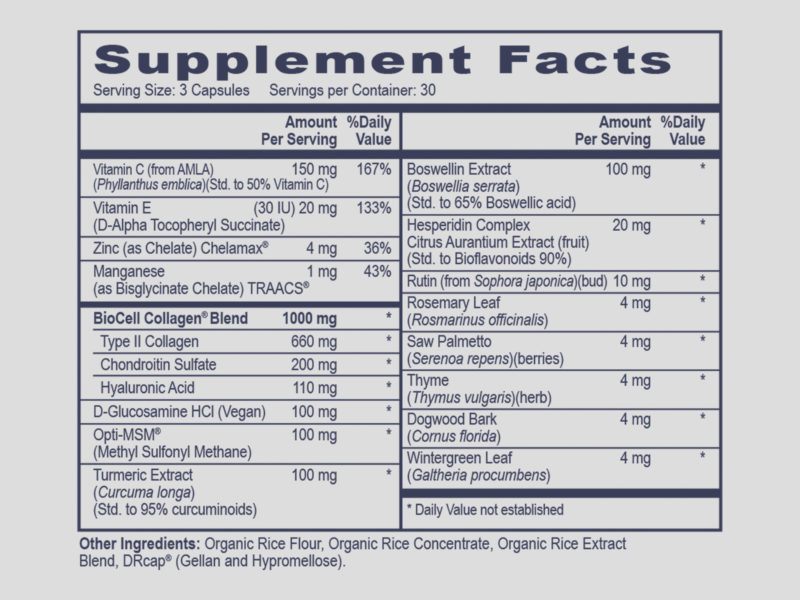 Supplement Facts
Serving Size: 3 Capsules Servings per Container: 30
Amount Per Serving %Daily Value
Vitamin C (from AMLA) 150 mg 167%
(Phyllanthus emblica)(Std. to 50% Vitamin C)
Vitamin E (30 IU) 20 mg 133%
(D-Alpha Tocopheryl Succinate)
Zinc (as Chelate) Chelamax® 4 mg 36%
Manganese 1 mg 43%
(as Bisglycinate Chelate) TRAACS®
BioCell Collagen® Blend 1000 mg *
Type II Collagen 660 mg *
Chondroitin Sulfate 200 mg *
Hyaluronic Acid 110 mg *
D-Glucosamine HCl (Vegan) 100 mg *
Opti-MSM® 100 mg *
(Methyl Sulfonyl Methane)
Turmeric Extract 100 mg *
(Curcuma longa)
(Std. to 95% curcuminoids)
Amount Per Serving %Daily Value
Boswellin Extract 100 mg *
(Boswellia serrata)
(Std. to 65% Boswellic acid)
Hesperidin Complex 20 mg *
Citrus Aurantium Extract (fruit)
(Std. to Bioflavonoids 90%)
Rutin (from Sophora japonica)(bud) 10 mg *
Rosemary Leaf 4 mg *
(Rosmarinus officinalis)
Saw Palmetto 4 mg *
(Serenoa repens)(berries)
Thyme 4 mg *
(Thymus vulgaris)(herb)
Dogwood Bark 4 mg *
(Cornus florida)
Wintergreen Leaf 4 mg *
(Galtheria procumbens)
* Daily Value not established
Other Ingredients: Organic Rice Flour, Organic Rice Concentrate, Organic Rice Extract
Blend, DRcap® (Gellan and Hypromellose).